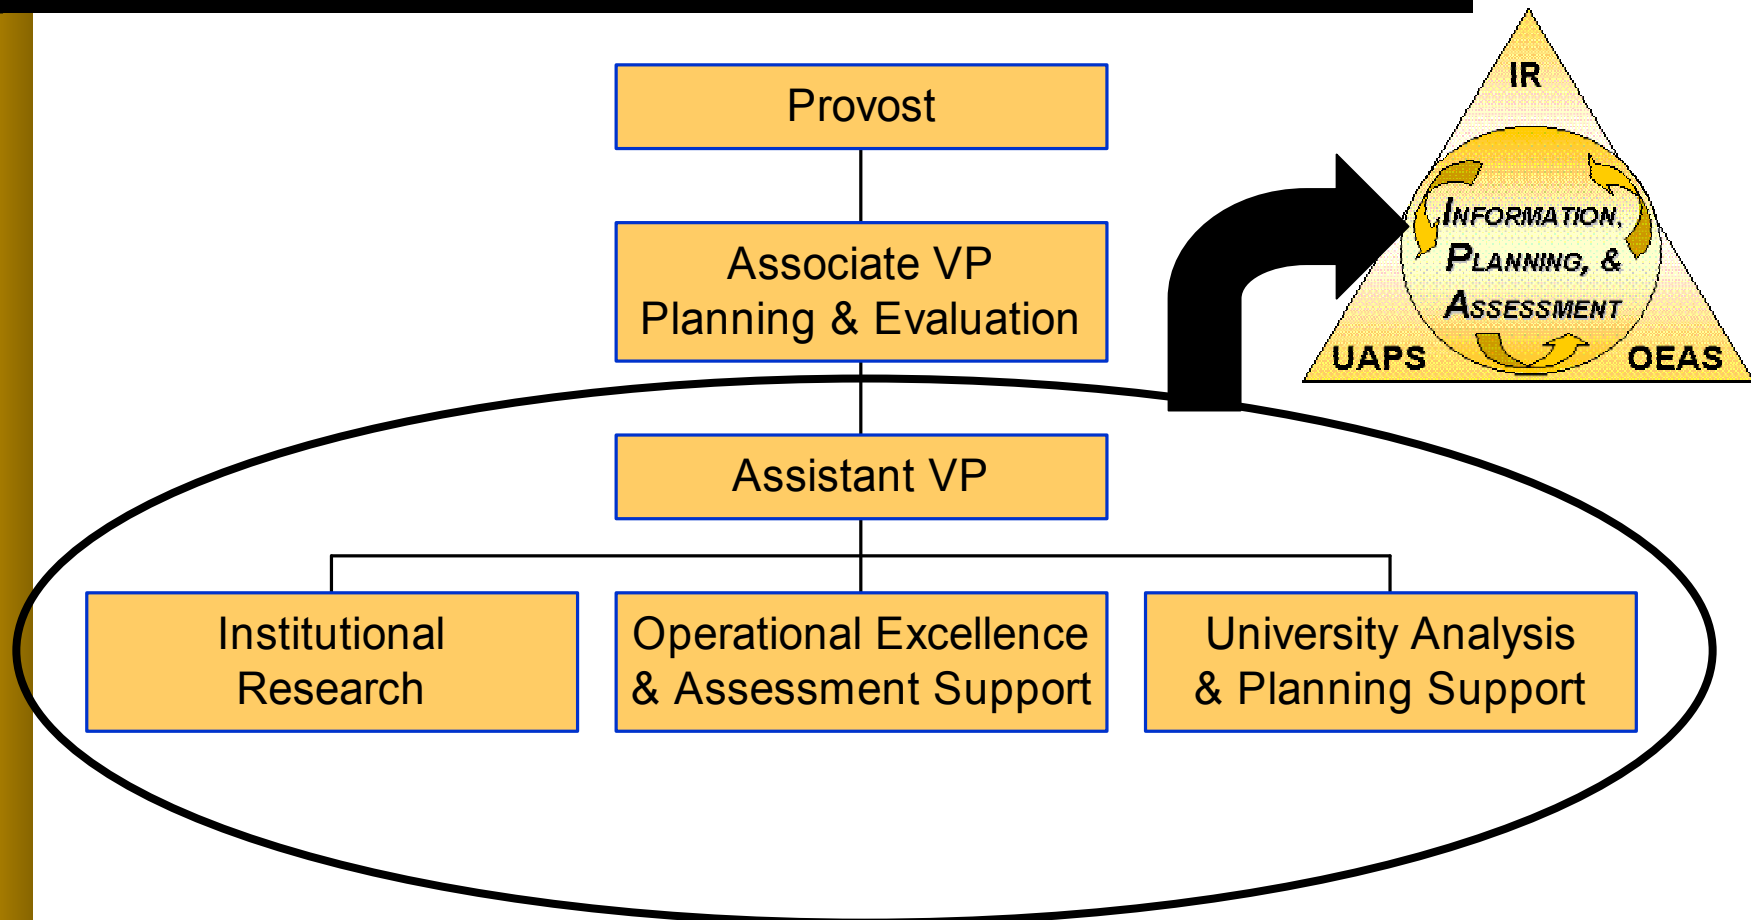 Provost
IR
Associate VP
Planning & Evaluation
INFORMATION,
PLANNING, &
ASSESSMENT
UAPS
OEAS
Assistant VP
Institutional
Research
Operational Excellence
& Assessment Support
University Analysis
& Planning Support